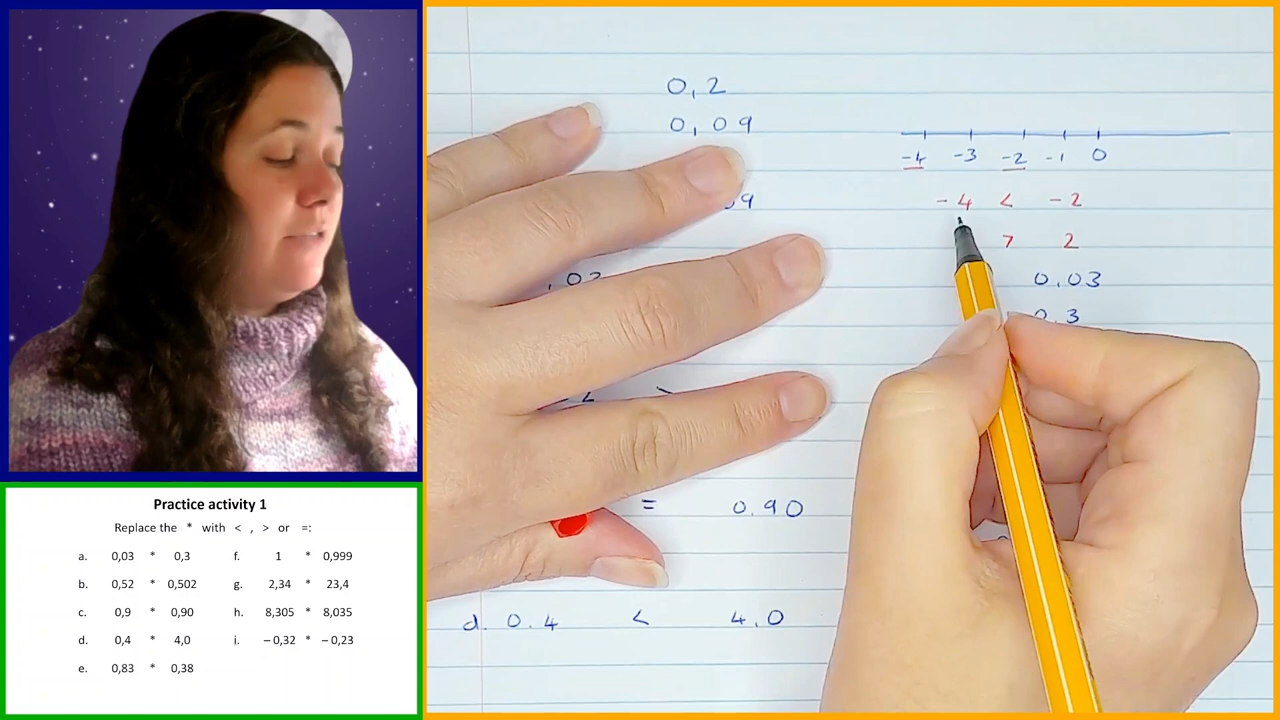 0,2
0,09
-4 -3 -2 -1 0
-4 < -2
> 2
0.03
= 0.90
d. 0.4 < 4.0
Practice activity 1
Replace the * with < , > or =:
a. 0,03 * 0,3
b. 0,52 * 0,502
c. 0,9 * 0,90
d. 0,4 * 4,0
e. 0,83 * 0,38
f. 1 * 0,999
g. 2,34 * 23,4
h. 8,305 * 8,035
i. – 0,32 * – 0,23